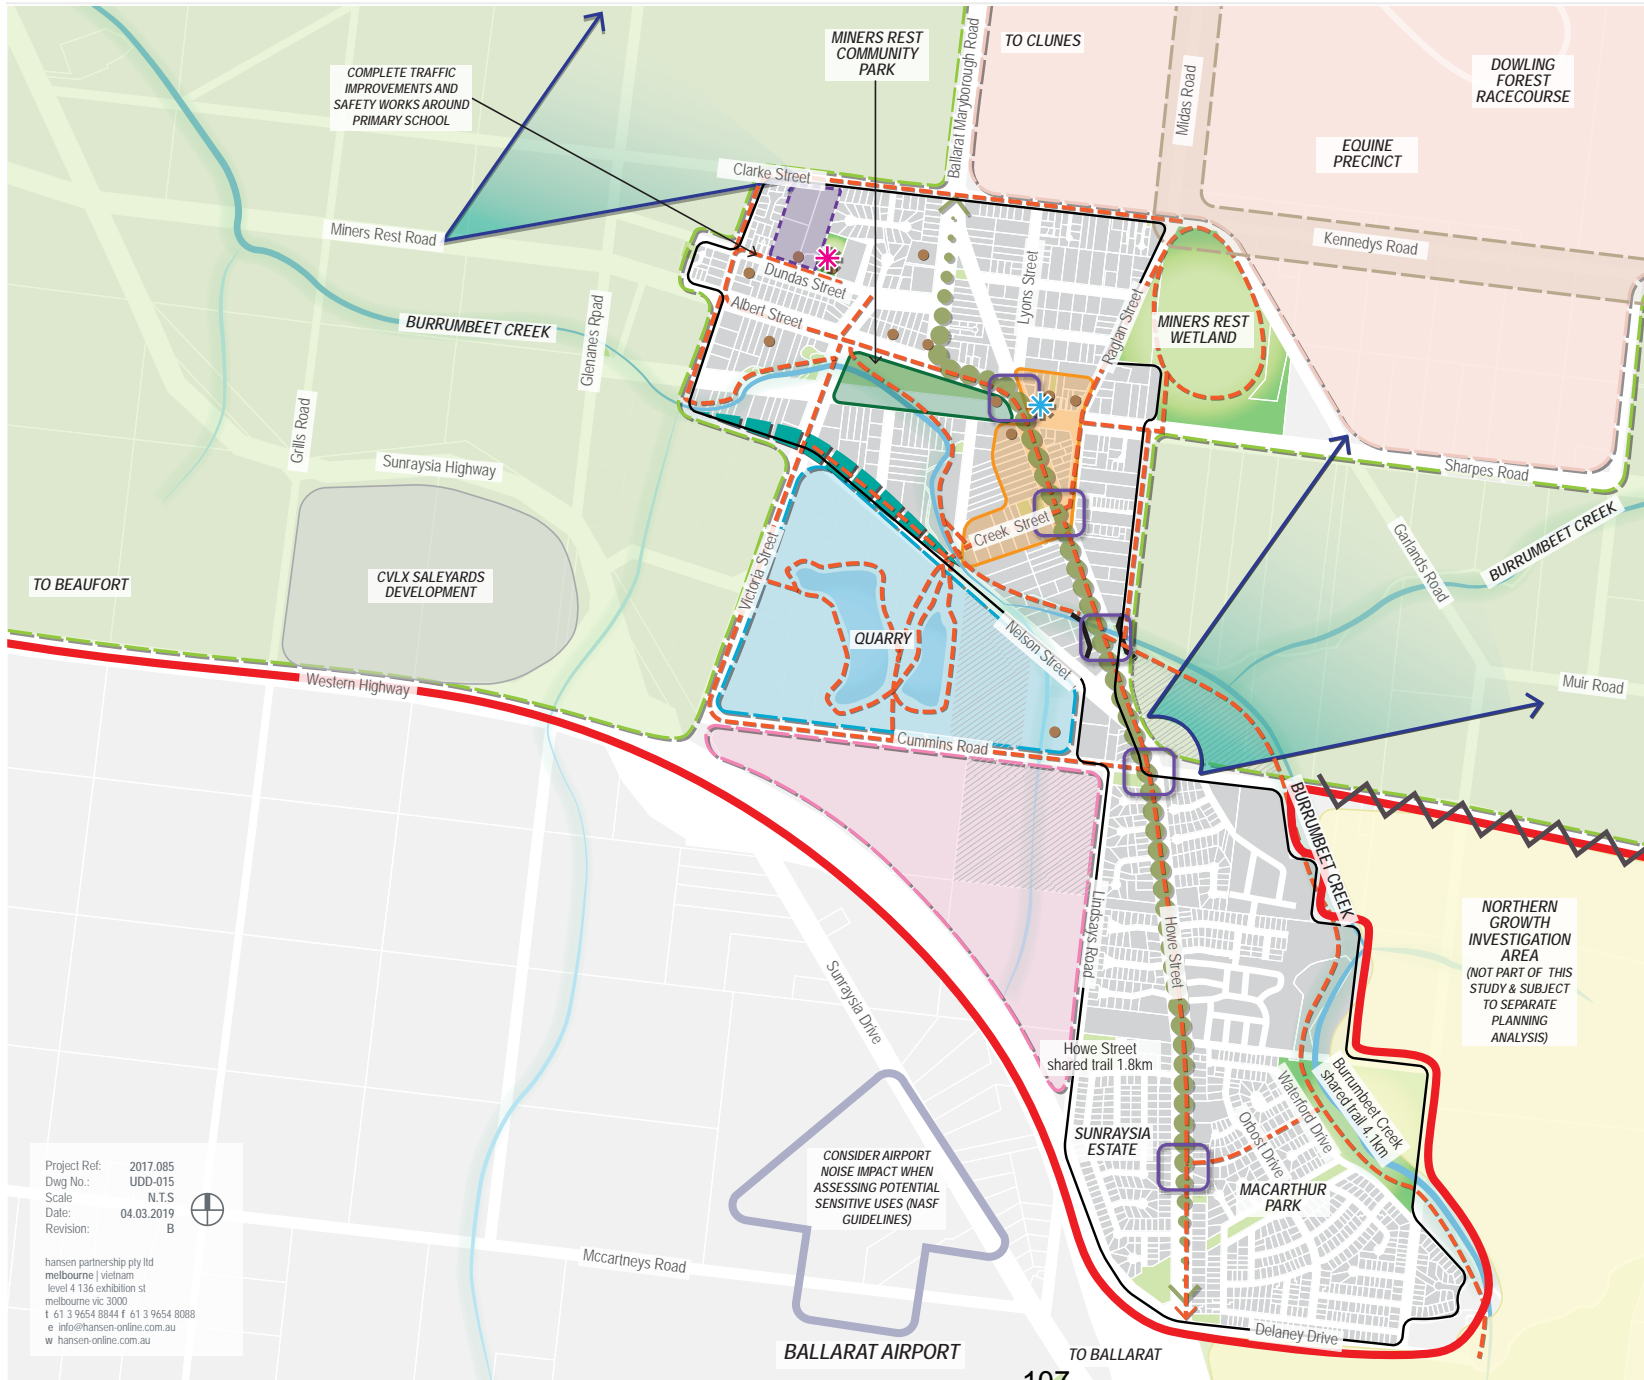 COMPLETE TRAFFIC
IMPROVEMENTS AND
SAFETY WORKS AROUND
PRIMARY SCHOOL
MINERS REST
COMMUNITY
PARK
Ballarat Maryborough Road
TO CLUNES
Midas Road
DOWLING
FOREST
RACECOURSE
EQUINE
PRECINCT
Clarke Street
Miners Rest Road
Kennedys Road
Dundas Street
Lyons Street
Albert Street
Raglan Street
BURRUMBEET CREEK
Glenanes Rpad
MINERS REST
WETLAND
Grills Road
Sunraysia Highway
Sharpes Road
Creek Street
Garlands Road
BURRUMBEET CREEK
TO BEAUFORT
CVLX SALEYARDS
DEVELOPMENT
Victoria Street
QUARRY
Nelson Street
Western Highway
Muir Road
Cummins Road
BURRUMBEET CREEK
Lindsays Road
Howe Street
NORTHERN
GROWTH
INVESTIGATION
AREA
(NOT PART OF THIS
STUDY & SUBJECT
TO SEPARATE
PLANNING
ANALYSIS)
Sunraysia Drive
Howe Street
shared trail 1.8km
Burrumbeet Creek
shared trail 4.1km
Waterford Drive
Orbost Drive
SUNRAYSIA
ESTATE
MACARTHUR
PARK
CONSIDER AIRPORT
NOISE IMPACT WHEN
ASSESSING POTENTIAL
SENSITIVE USES (NASF
GUIDELINES)
Mccartneys Road
Delaney Drive
BALLARAT AIRPORT
TO BALLARAT
Project Ref: 2017.085
Dwg No.: UDD-015
Scale N.T.S
Date: 04.03.2019
Revision: B
hansen partnership pty ltd
melbourne | vietnam
level 4 136 exhibition st
melbourne vic 3000
t 61 3 9654 8844 f 61 3 9654 8088
e info@hansen-online.com.au
w hansen-online.com.au
107